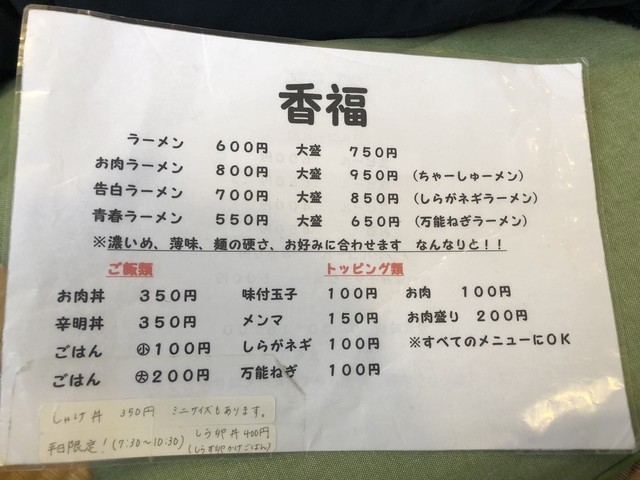 香福
ラーメン 600円 大盛 750円
お肉ラーメン 800円 大盛 950円 (ちゃーしゅーメン)
告白ラーメン 700円 大盛 850円 (しらがネギラーメン)
青春ラーメン 550円 大盛 650円 (万能ねぎラーメン)
※濃いめ、薄味、麺の硬さ、お好みに合わせます なんなりと!!
ご飯類 トッピング類
お肉丼 350円 味付玉子 100円 お肉 100円
辛明丼 350円 メンマ 150円 お肉盛り 200円
ごはん ㊛100円 しらがネギ 100円 ※すべてのメニューにOK
ごはん 大200円 万能ねぎ 100円
しゃけ丼 350円 ミニサイズもあります。
平日限定!(7:30〜10:30) しらす丼 400円